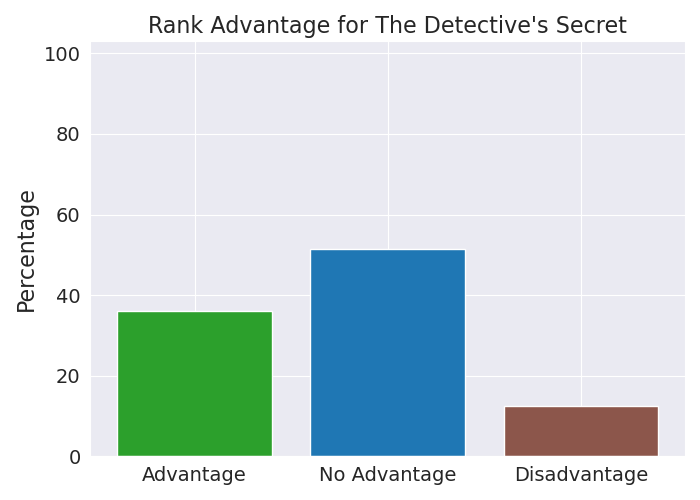 Rank Advantage for The Detective's Secret
Percentage
100
80
60
40
20
0
Advantage
No Advantage
Disadvantage